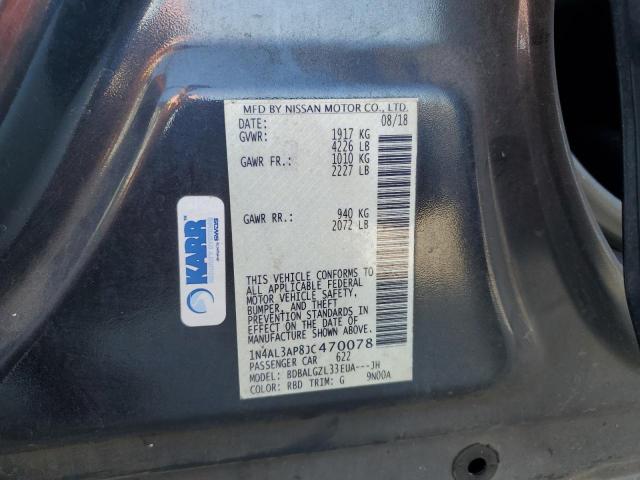 MFD BY NISSAN MOTOR CO., LTD.
DATE: 08/18
GVWR: 1917 KG
4226 LB
GAWR FR.: 1010 KG
2227 LB
GAWR RR.: 940 KG
2072 LB
THIS VEHICLE CONFORMS TO
ALL APPLICABLE FEDERAL
MOTOR VEHICLE SAFETY,
BUMPER, AND THEFT
PREVENTION STANDARDS IN
EFFECT ON THE DATE OF
MANUFACTURE SHOWN ABOVE.
1N4AL3AP8JC470078
PASSENGER CAR 622
MODEL: BDBALGZL33EUA---JH
COLOR: RBD TRIM: G 9N00A
KARR
SWDS